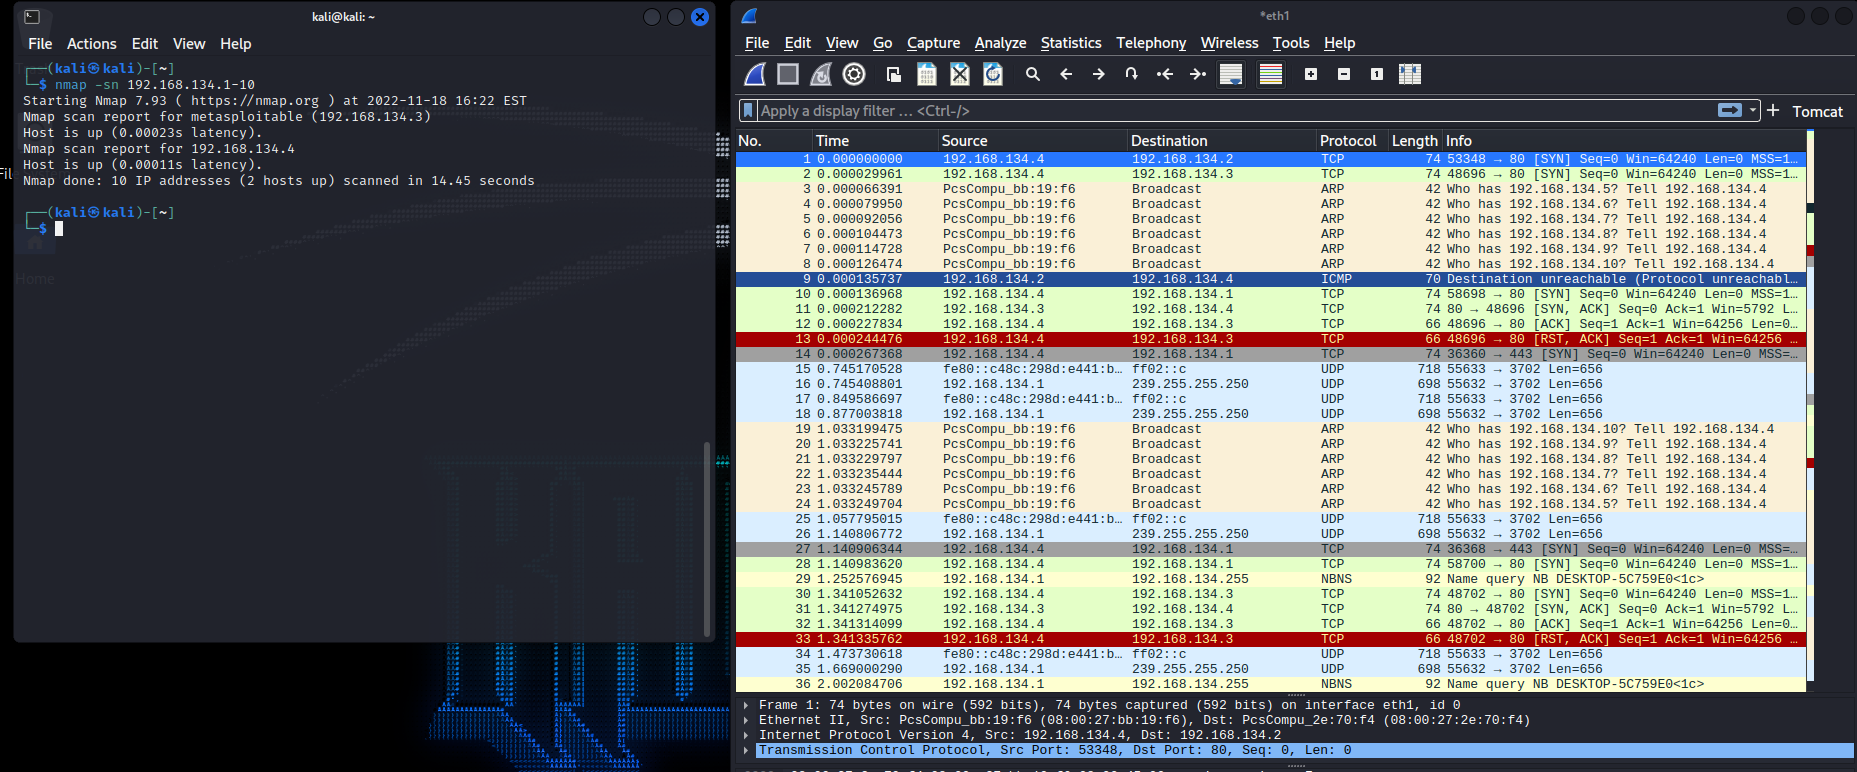 kali@kali: ~
File Actions Edit View Help
┌──(kali㉿kali)-[~]
└─$ nmap -sn 192.168.134.1-10
Starting Nmap 7.93 ( https://nmap.org ) at 2022-11-18 16:22 EST
Nmap scan report for metasploitable (192.168.134.3)
Host is up (0.00023s latency).
Nmap scan report for 192.168.134.4
Host is up (0.00011s latency).
Nmap done: 10 IP addresses (2 hosts up) scanned in 14.45 seconds
┌──(kali㉿kali)-[~]
└─$
Home
*eth1
File Edit View Go Capture Analyze Statistics Telephony Wireless Tools Help
Apply a display filter ... <Ctrl-/> + Tomcat
No. Time Source Destination Protocol Length Info
1 0.000000000 192.168.134.4 192.168.134.2 TCP 74 53348 → 80 [SYN] Seq=0 Win=64240 Len=0 MSS=1…
2 0.000029961 192.168.134.4 192.168.134.3 TCP 74 48696 → 80 [SYN] Seq=0 Win=64240 Len=0 MSS=1…
3 0.000066391 PcsCompu_bb:19:f6 Broadcast ARP 42 Who has 192.168.134.5? Tell 192.168.134.4
4 0.000079950 PcsCompu_bb:19:f6 Broadcast ARP 42 Who has 192.168.134.6? Tell 192.168.134.4
5 0.000092056 PcsCompu_bb:19:f6 Broadcast ARP 42 Who has 192.168.134.7? Tell 192.168.134.4
6 0.000104473 PcsCompu_bb:19:f6 Broadcast ARP 42 Who has 192.168.134.8? Tell 192.168.134.4
7 0.000114728 PcsCompu_bb:19:f6 Broadcast ARP 42 Who has 192.168.134.9? Tell 192.168.134.4
8 0.000126474 PcsCompu_bb:19:f6 Broadcast ARP 42 Who has 192.168.134.10? Tell 192.168.134.4
9 0.000135737 192.168.134.2 192.168.134.4 ICMP 70 Destination unreachable (Protocol unreachabl…
10 0.000136968 192.168.134.4 192.168.134.1 TCP 74 58698 → 80 [SYN] Seq=0 Win=64240 Len=0 MSS=1…
11 0.000212282 192.168.134.3 192.168.134.4 TCP 74 80 → 48696 [SYN, ACK] Seq=0 Ack=1 Win=5792 L…
12 0.000227834 192.168.134.4 192.168.134.3 TCP 66 48696 → 80 [ACK] Seq=1 Ack=1 Win=64256 Len=0…
13 0.000244476 192.168.134.4 192.168.134.3 TCP 66 48696 → 80 [RST, ACK] Seq=1 Ack=1 Win=64256 …
14 0.000267368 192.168.134.4 192.168.134.1 TCP 74 36360 → 443 [SYN] Seq=0 Win=64240 Len=0 MSS=…
15 0.745170528 fe80::c48c:298d:e441:b… ff02::c UDP 718 55633 → 3702 Len=656
16 0.745408801 192.168.134.1 239.255.255.250 UDP 698 55632 → 3702 Len=656
17 0.849586697 fe80::c48c:298d:e441:b… ff02::c UDP 718 55633 → 3702 Len=656
18 0.877003818 192.168.134.1 239.255.255.250 UDP 698 55632 → 3702 Len=656
19 1.033199475 PcsCompu_bb:19:f6 Broadcast ARP 42 Who has 192.168.134.10? Tell 192.168.134.4
20 1.033225741 PcsCompu_bb:19:f6 Broadcast ARP 42 Who has 192.168.134.9? Tell 192.168.134.4
21 1.033229797 PcsCompu_bb:19:f6 Broadcast ARP 42 Who has 192.168.134.8? Tell 192.168.134.4
22 1.033235444 PcsCompu_bb:19:f6 Broadcast ARP 42 Who has 192.168.134.7? Tell 192.168.134.4
23 1.033245789 PcsCompu_bb:19:f6 Broadcast ARP 42 Who has 192.168.134.6? Tell 192.168.134.4
24 1.033249704 PcsCompu_bb:19:f6 Broadcast ARP 42 Who has 192.168.134.5? Tell 192.168.134.4
25 1.057795015 fe80::c48c:298d:e441:b… ff02::c UDP 718 55633 → 3702 Len=656
26 1.140806772 192.168.134.1 239.255.255.250 UDP 698 55632 → 3702 Len=656
27 1.140906344 192.168.134.4 192.168.134.1 TCP 74 36368 → 443 [SYN] Seq=0 Win=64240 Len=0 MSS=…
28 1.140983620 192.168.134.4 192.168.134.1 TCP 74 58700 → 80 [SYN] Seq=0 Win=64240 Len=0 MSS=1…
29 1.252576945 192.168.134.1 192.168.134.255 NBNS 92 Name query NB DESKTOP-5C759E0<1c>
30 1.341052632 192.168.134.4 192.168.134.3 TCP 74 48702 → 80 [SYN] Seq=0 Win=64240 Len=0 MSS=1…
31 1.341274975 192.168.134.3 192.168.134.4 TCP 74 80 → 48702 [SYN, ACK] Seq=0 Ack=1 Win=5792 L…
32 1.341314099 192.168.134.4 192.168.134.3 TCP 66 48702 → 80 [ACK] Seq=1 Ack=1 Win=64256 Len=0…
33 1.341335762 192.168.134.4 192.168.134.3 TCP 66 48702 → 80 [RST, ACK] Seq=1 Ack=1 Win=64256 …
34 1.473730618 fe80::c48c:298d:e441:b… ff02::c UDP 718 55633 → 3702 Len=656
35 1.669000290 192.168.134.1 239.255.255.250 UDP 698 55632 → 3702 Len=656
36 2.002084706 192.168.134.1 192.168.134.255 NBNS 92 Name query NB DESKTOP-5C759E0<1c>
Frame 1: 74 bytes on wire (592 bits), 74 bytes captured (592 bits) on interface eth1, id 0
Ethernet II, Src: PcsCompu_bb:19:f6 (08:00:27:bb:19:f6), Dst: PcsCompu_2e:70:f4 (08:00:27:2e:70:f4)
Internet Protocol Version 4, Src: 192.168.134.4, Dst: 192.168.134.2
Transmission Control Protocol, Src Port: 53348, Dst Port: 80, Seq: 0, Len: 0